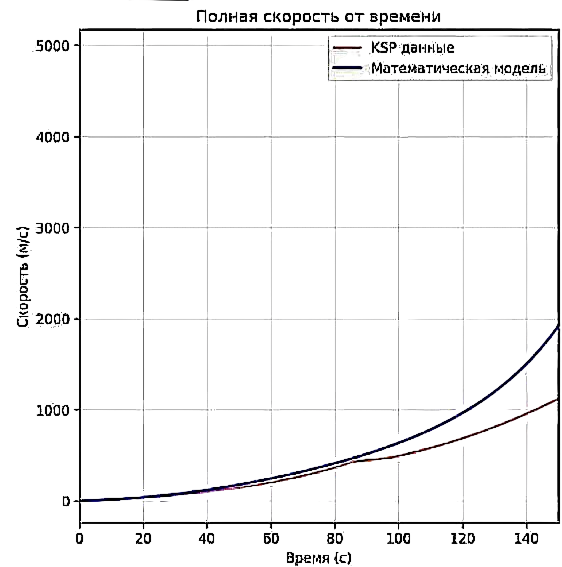 Полная скорость от времени
KSP данные
Математическая модель
Скорость (м/с)
5000
4000
3000
2000
1000
0
0 20 40 60 80 100 120 140
Время (с)